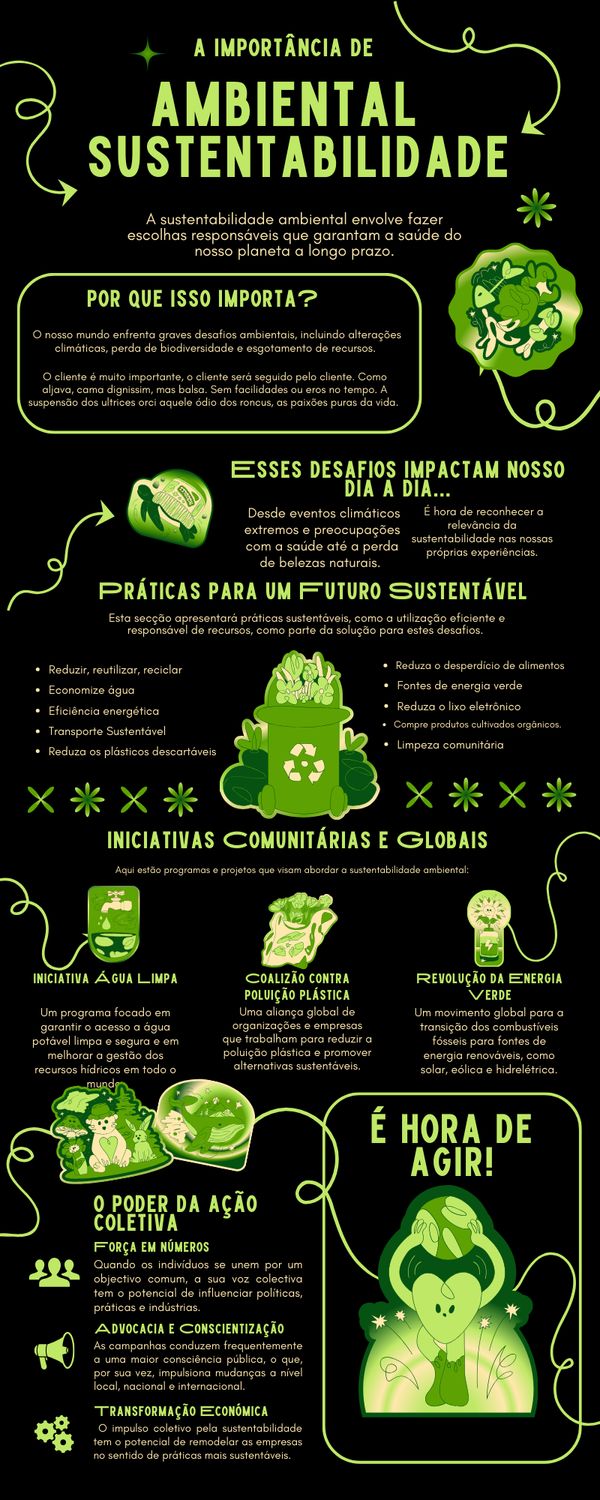 A IMPORTÂNCIA DE
AMBIENTAL
SUSTENTABILIDADE
A sustentabilidade ambiental envolve fazer
escolhas responsáveis que garantam a saúde do
nosso planeta a longo prazo.
POR QUE ISSO IMPORTA?
O nosso mundo enfrenta graves desafios ambientais, incluindo alterações
climáticas, perda de biodiversidade e esgotamento de recursos.
O cliente é muito importante, o cliente será seguido pelo cliente. Como
aljava, cama dignissim, mas balsa. Sem facilidades ou eros no tempo. A
suspensão dos ultrices orci aquele ódio dos roncus, as paixões puras da vida.
ESSES DESAFIOS IMPACTAM NOSSO
DIA A DIA...
Desde eventos climáticos
extremos e preocupações
com a saúde até a perda
de belezas naturais.
É hora de reconhecer a
relevância da
sustentabilidade nas nossas
próprias experiências.
PRÁTICAS PARA UM FUTURO SUSTENTÁVEL
Esta secção apresentará práticas sustentáveis, como a utilização eficiente e
responsável de recursos, como parte da solução para estes desafios.
• Reduzir, reutilizar, reciclar
• Economize água
• Eficiência energética
• Transporte Sustentável
• Reduza os plásticos descartáveis
• Reduza o desperdício de alimentos
• Fontes de energia verde
• Reduza o lixo eletrônico
• Compre produtos cultivados orgânicos.
• Limpeza comunitária
INICIATIVAS COMUNITÁRIAS E GLOBAIS
Aqui estão programas e projetos que visam abordar a sustentabilidade ambiental:
INICIATIVA ÁGUA LIMPA
Um programa focado em
garantir o acesso a água
potável limpa e segura e em
melhorar a gestão dos
recursos hídricos em todo o
mundo.
COALIZÃO CONTRA
POLUIÇÃO PLÁSTICA
Uma aliança global de
organizações e empresas
que trabalham para reduzir a
poluição plástica e promover
alternativas sustentáveis.
REVOLUÇÃO DA ENERGIA
VERDE
Um movimento global para a
transição dos combustíveis
fósseis para fontes de
energia renováveis, como
solar, eólica e hidrelétrica.
O PODER DA AÇÃO
COLETIVA
FORÇA EM NÚMEROS
Quando os indivíduos se unem por um
objectivo comum, a sua voz colectiva
tem o potencial de influenciar políticas,
práticas e indústrias.
ADVOCACIA E CONSCIENTIZAÇÃO
As campanhas conduzem frequentemente
a uma maior consciência pública, o que,
por sua vez, impulsiona mudanças a nível
local, nacional e internacional.
TRANSFORMAÇÃO ECONÓMICA
O impulso coletivo pela sustentabilidade
tem o potencial de remodelar as empresas
no sentido de práticas mais sustentáveis.
É HORA DE
AGIR!